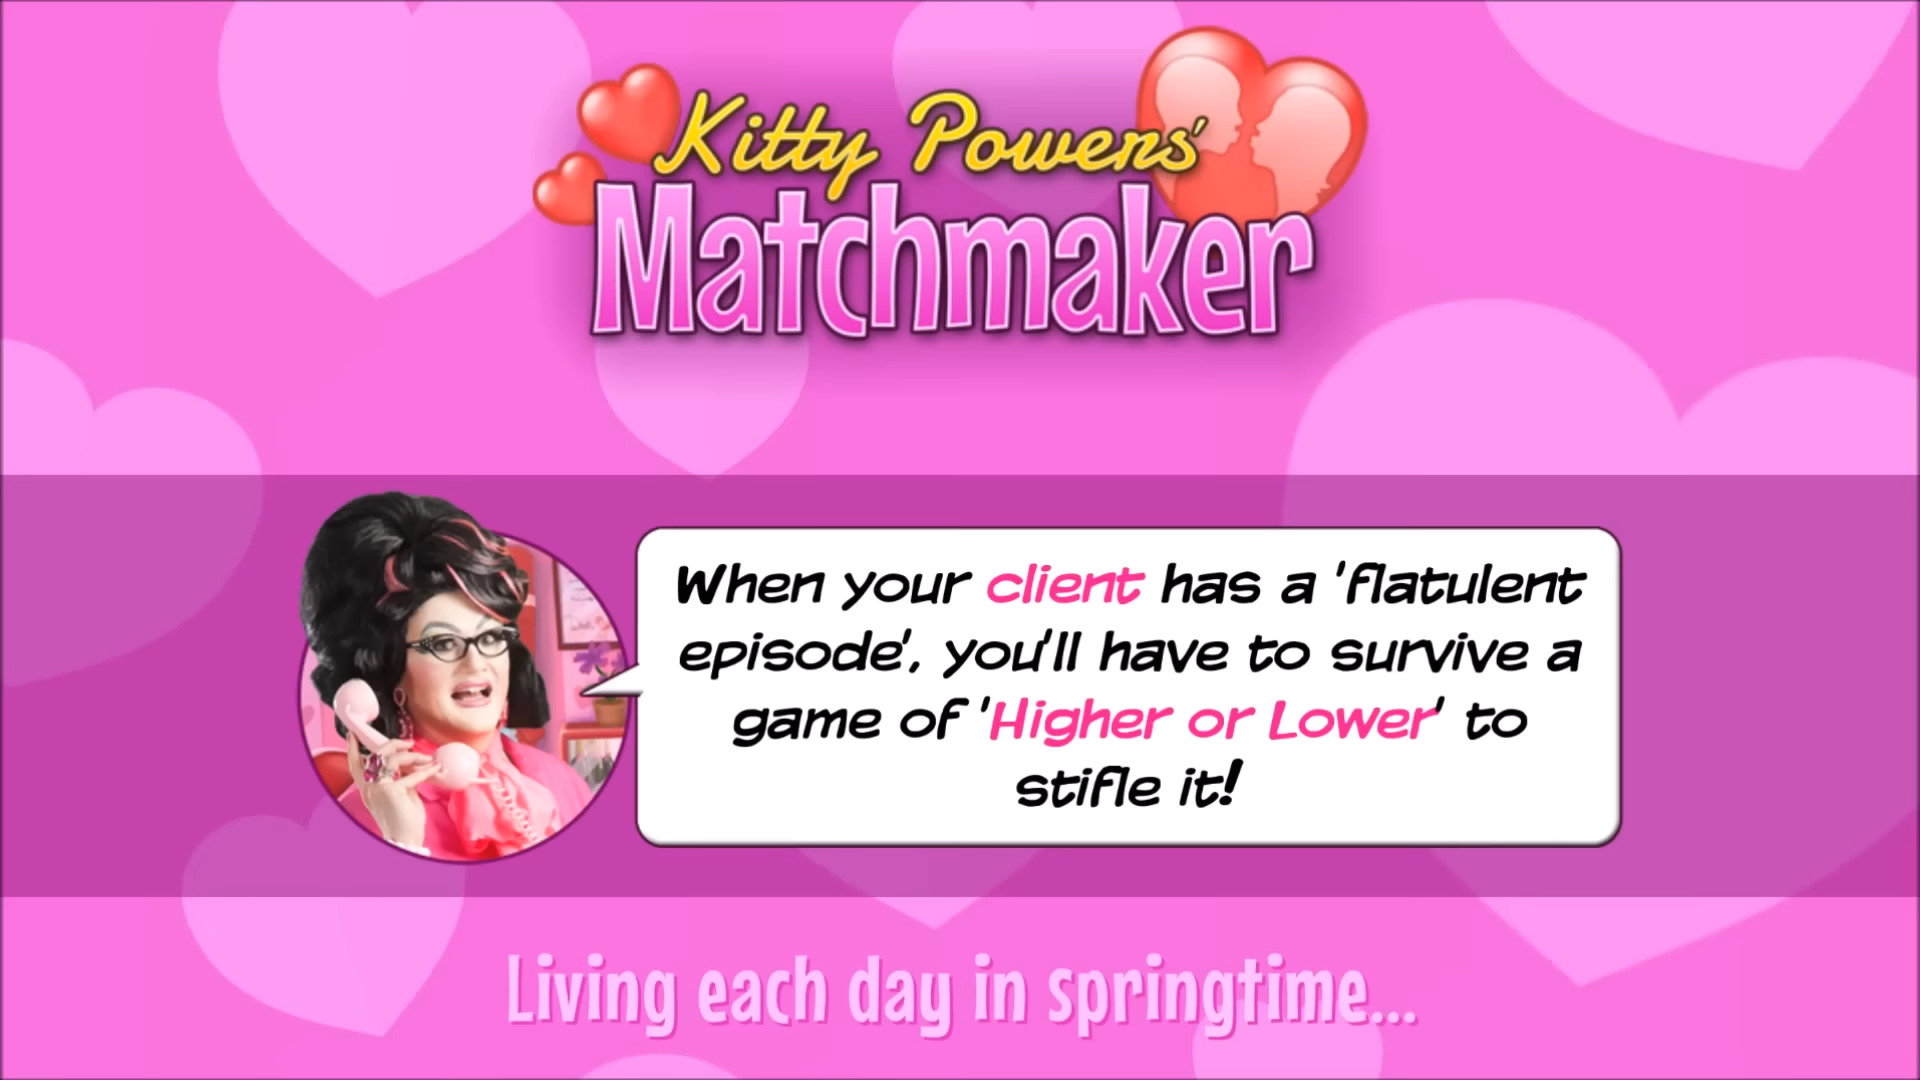 Kitty Powers'
Matchmaker
When your client has a 'flatulent
episode', you'll have to survive a
game of 'Higher or Lower' to
stifle it!
Living each day in springtime...